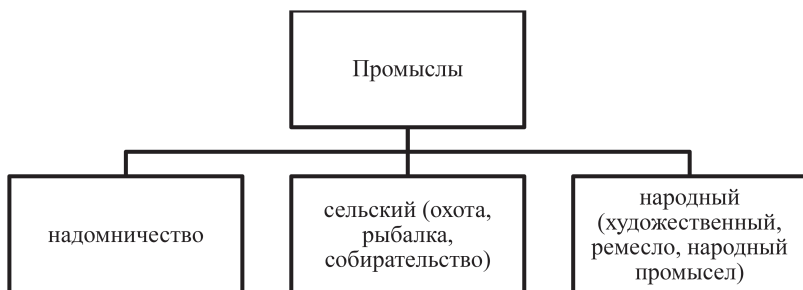 Промыслы
надомничество
сельский (охота,
рыбалка,
собирательство)
народный
(художественный,
ремесло, народный
промысел)